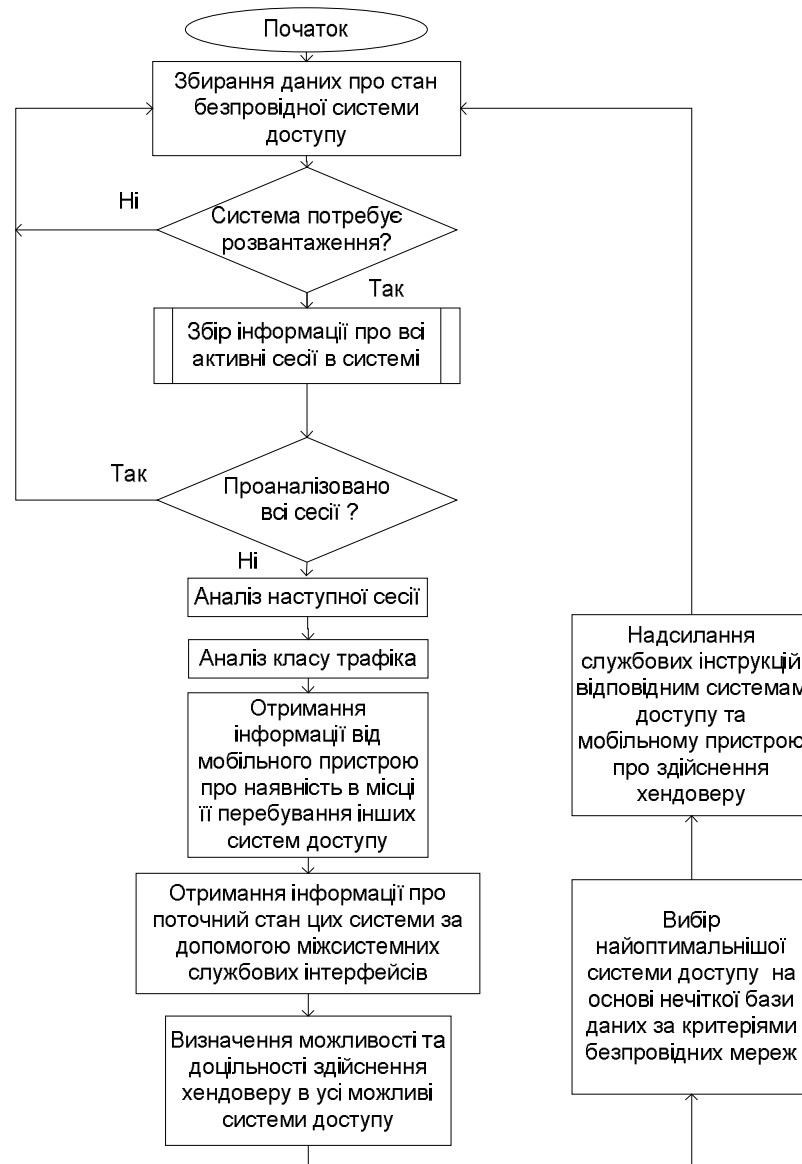 Початок
Збирання даних про стан
безпровідної системи
доступу
Ні
Система потребує
розвантаження?
Так
Збір інформації про всі
активні сесії в системі
Так
Проаналізовано
всі сесії ?
Ні
Аналіз наступної сесії
Аналіз класу трафіка
Отримання
інформації від
мобільного пристрою
про наявність в місці
її перебування інших
систем доступу
Отримання інформації про
поточний стан цих системи за
допомогою міжсистемних
службових інтерфейсів
Визначення можливості та
доцільності здійснення
хендоверу в усі можливі
системи доступу
Надсилання
службових інструкцій
відповідним системам
доступу та
мобільному пристрою
про здійснення
хендоверу
Вибір
найоптимальнішої
системи доступу на
основі нечіткої бази
даних за критеріями
безпровідних мереж